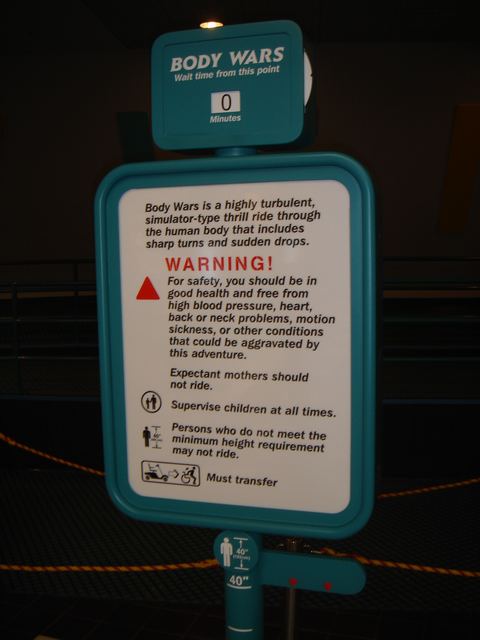 BODY WARS
Wait time from this point
0
Minutes
Body Wars is a highly turbulent,
simulator-type thrill ride through
the human body that includes
sharp turns and sudden drops.
WARNING!
For safety, you should be in
good health and free from
high blood pressure, heart,
back or neck problems, motion
sickness, or other conditions
that could be aggravated by
this adventure.
Expectant mothers should
not ride.
Supervise children at all times.
40"
Persons who do not meet the
minimum height requirement
may not ride.
Must transfer
40"
40"